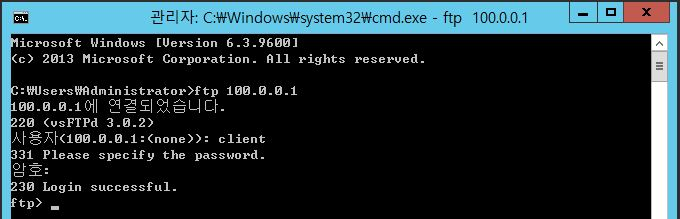 관리자: C:₩Windows₩system32₩cmd.exe - ftp 100.0.0.1
Microsoft Windows [Version 6.3.9600]
(c) 2013 Microsoft Corporation. All rights reserved.
C:₩Users₩Administrator>ftp 100.0.0.1
100.0.0.1에 연결되었습니다.
220 (vsFTPd 3.0.2)
사용자(100.0.0.1:(none)): client
331 Please specify the password.
암호:
230 Login successful.
ftp> _